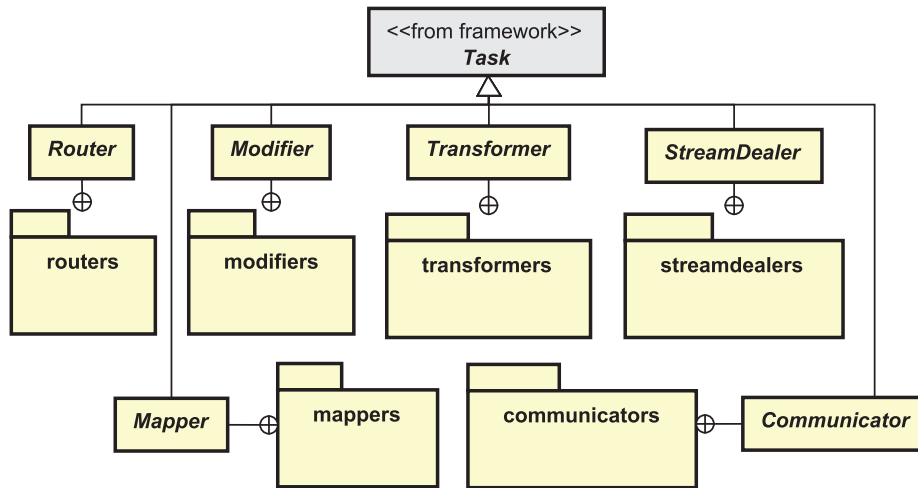 <<from framework>>
Task
Router
Modifier
Transformer
StreamDealer
routers
modifiers
transformers
streamdealers
Mapper
mappers
communicators
Communicator